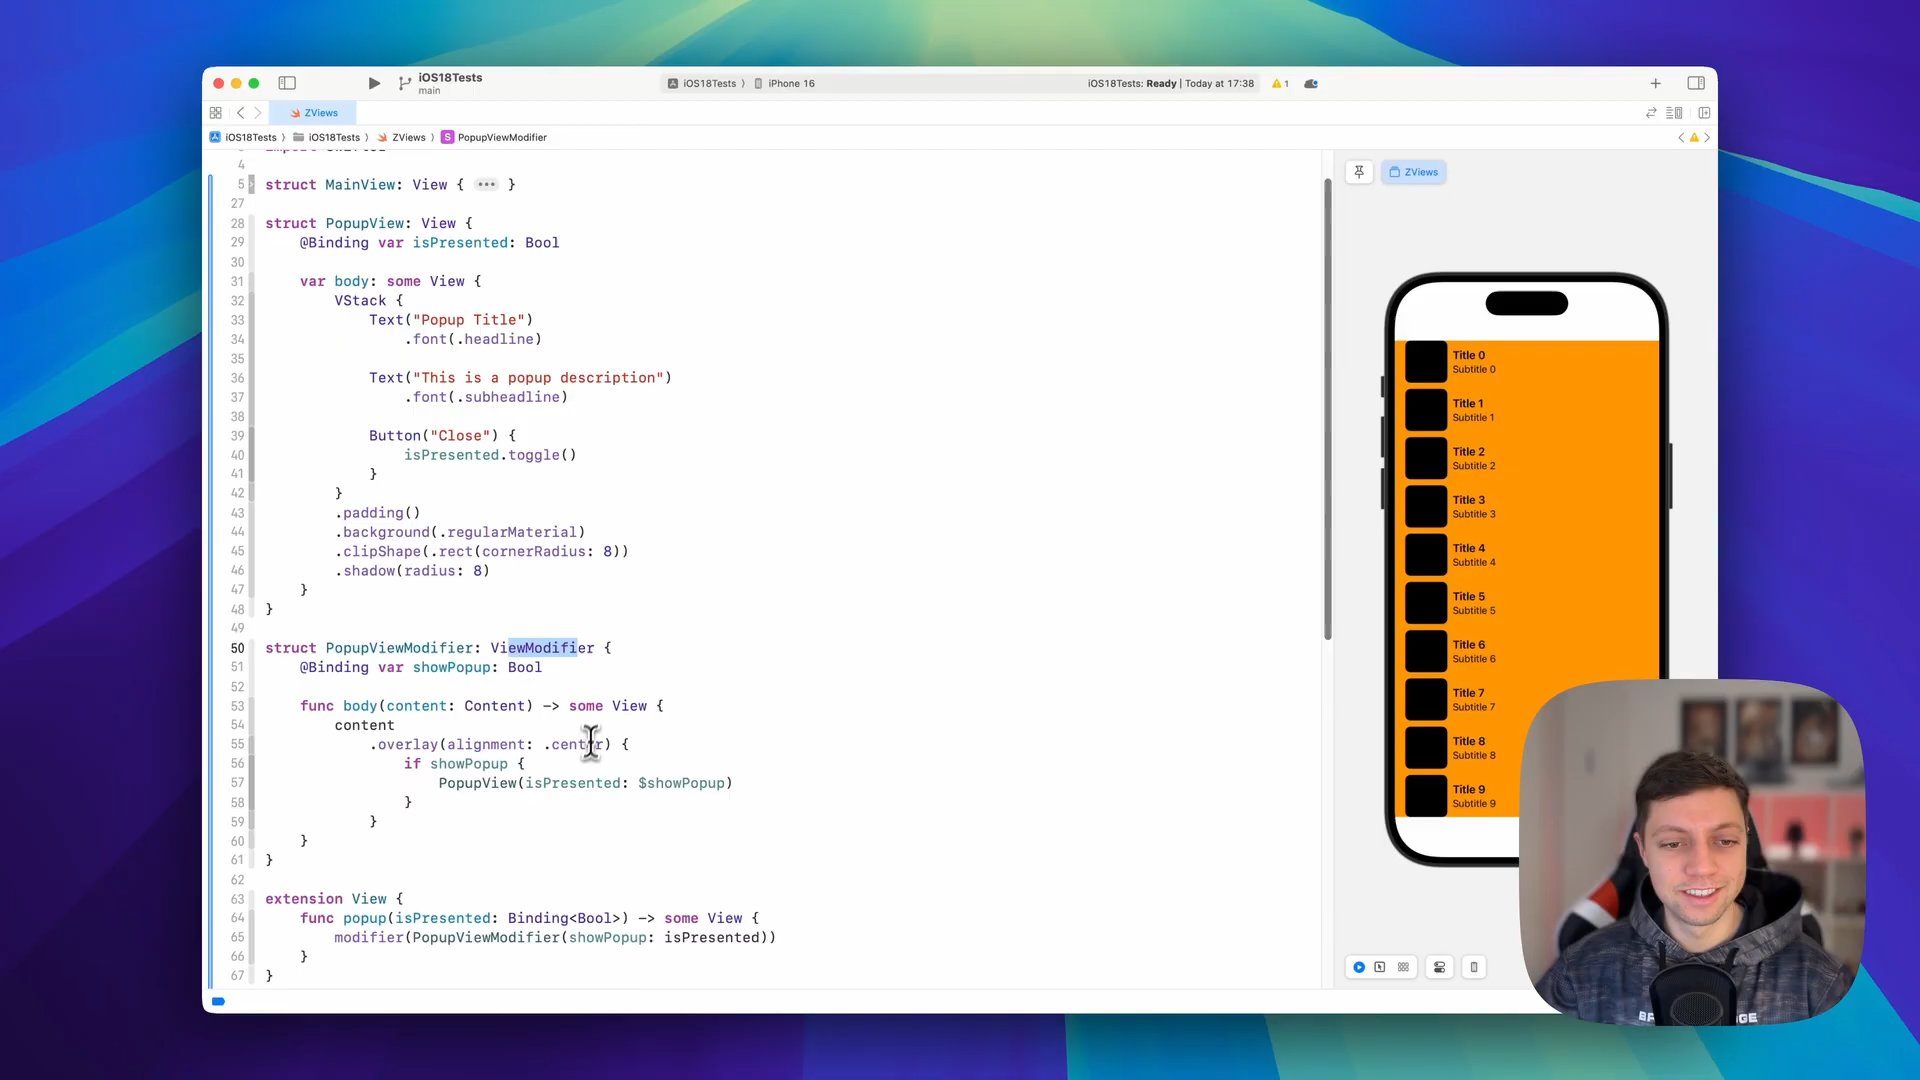 iOS18Tests
main
iOS18Tests 〉 iPhone 16
iOS18Tests: Ready | Today at 17:38
1
ZViews
iOS18Tests 〉 iOS18Tests 〉 ZViews 〉 S PopupViewModifier
4
5 struct MainView: View { ••• }
27
28 struct PopupView: View {
29 @Binding var isPresented: Bool
30
31 var body: some View {
32 VStack {
33 Text("Popup Title")
34 .font(.headline)
35
36 Text("This is a popup description")
37 .font(.subheadline)
38
39 Button("Close") {
40 isPresented.toggle()
41 }
42 }
43 .padding()
44 .background(.regularMaterial)
45 .clipShape(.rect(cornerRadius: 8))
46 .shadow(radius: 8)
47 }
48 }
49
50 struct PopupViewModifier: ViewModifier {
51 @Binding var showPopup: Bool
52
53 func body(content: Content) -> some View {
54 content
55 .overlay(alignment: .center) {
56 if showPopup {
57 PopupView(isPresented: $showPopup)
58 }
59 }
60 }
61 }
62
63 extension View {
64 func popup(isPresented: Binding<Bool>) -> some View {
65 modifier(PopupViewModifier(showPopup: isPresented))
66 }
67 }
ZViews
Title 0
Subtitle 0
Title 1
Subtitle 1
Title 2
Subtitle 2
Title 3
Subtitle 3
Title 4
Subtitle 4
Title 5
Subtitle 5
Title 6
Subtitle 6
Title 7
Subtitle 7
Title 8
Subtitle 8
Title 9
Subtitle 9